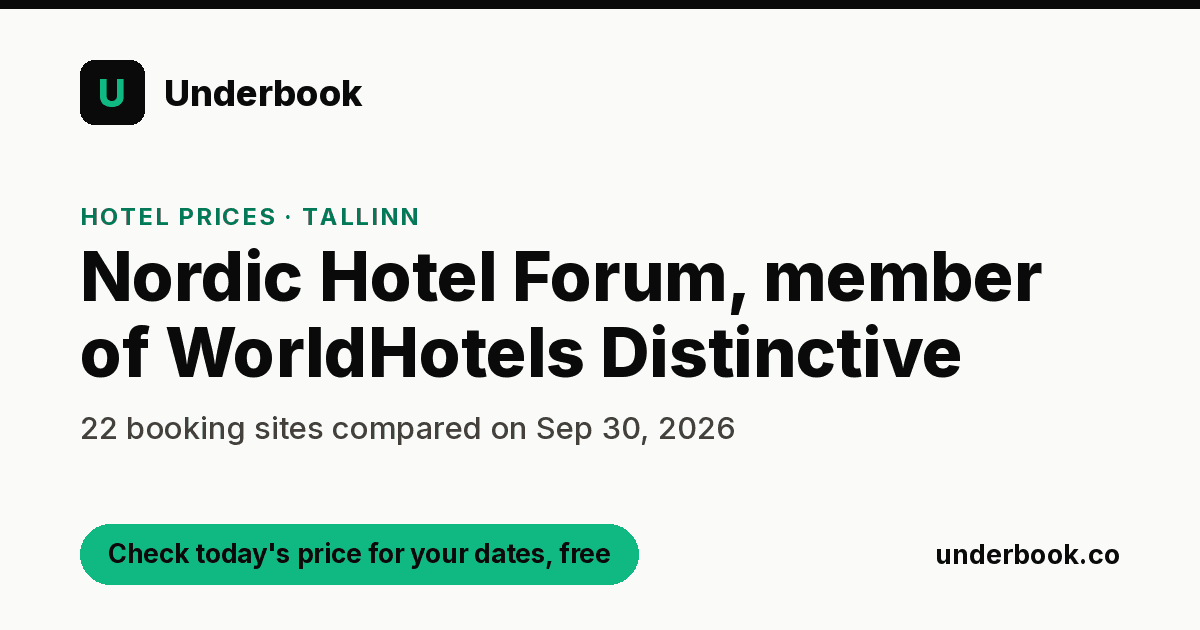 U Underbook
HOTEL PRICES · TALLINN
Nordic Hotel Forum, member
of WorldHotels Distinctive
22 booking sites compared on Sep 30, 2026
Check today's price for your dates, free
underbook.co